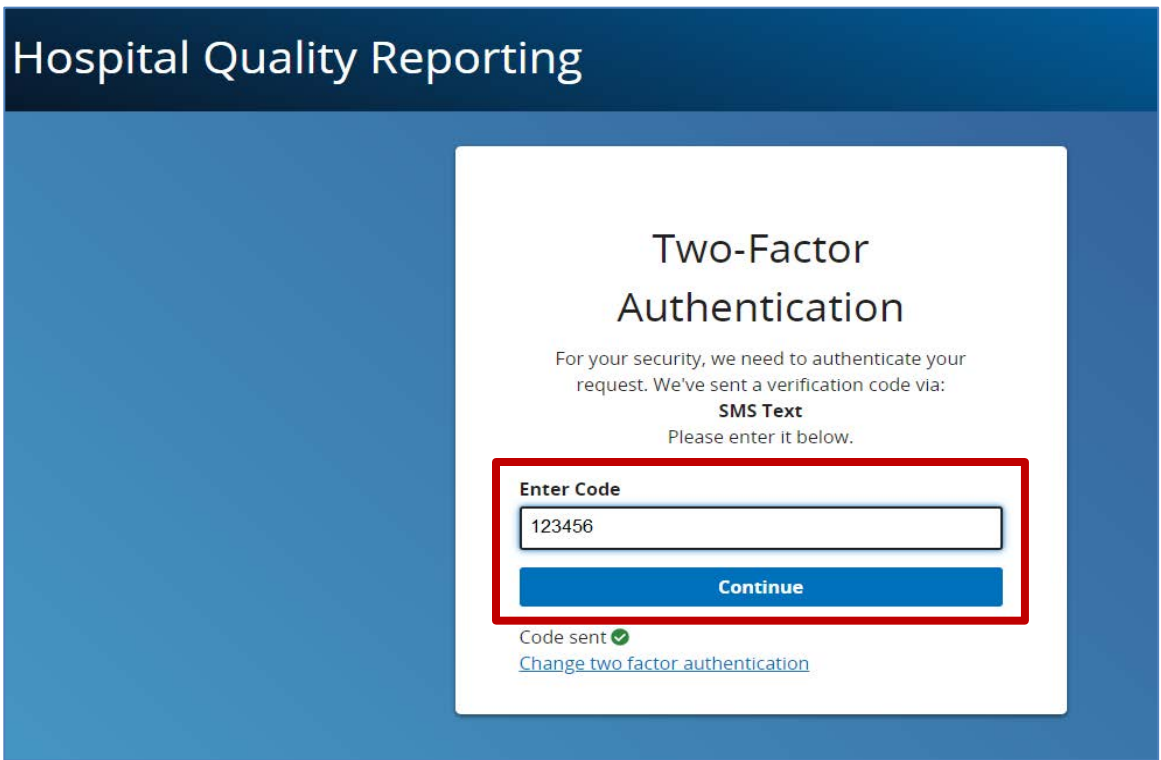 Hospital Quality Reporting
Two-Factor
Authentication
For your security, we need to authenticate your
request. We've sent a verification code via:
SMS Text
Please enter it below.
Enter Code
123456
Continue
Code sent
Change two factor authentication